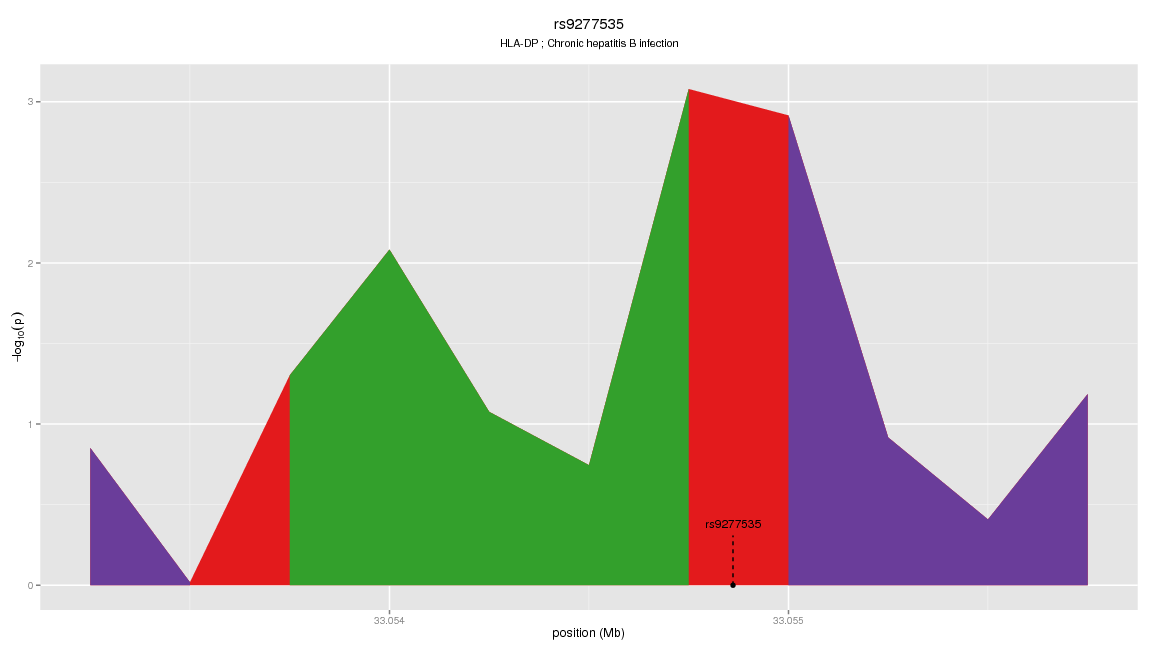 rs9277535
HLA-DP ; Chronic hepatitis B infection
3
2
1
0
-log10(p)
rs9277535
33.054
33.055
position (Mb)